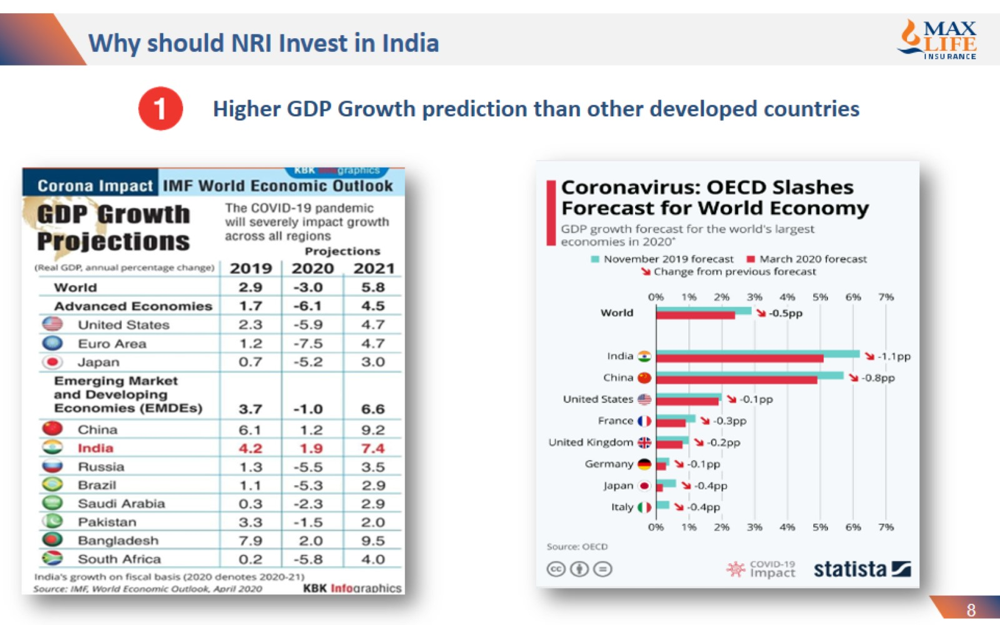 Why should NRI Invest in India
MAX
LIFE
INSURANCE
1
Higher GDP Growth prediction than other developed countries
KBK Infographics
Corona Impact IMF World Economic Outlook
GDP Growth
Projections
The COVID-19 pandemic
will severely impact growth
across all regions
Projections
(Real GDP, annual percentage change) 2019 2020 2021
World 2.9 -3.0 5.8
Advanced Economies 1.7 -6.1 4.5
United States 2.3 -5.9 4.7
Euro Area 1.2 -7.5 4.7
Japan 0.7 -5.2 3.0
Emerging Market
and Developing
Economies (EMDEs) 3.7 -1.0 6.6
China 6.1 1.2 9.2
India 4.2 1.9 7.4
Russia 1.3 -5.5 3.5
Brazil 1.1 -5.3 2.9
Saudi Arabia 0.3 -2.3 2.9
Pakistan 3.3 -1.5 2.0
Bangladesh 7.9 2.0 9.5
South Africa 0.2 -5.8 4.0
India's growth on fiscal basis (2020 denotes 2020-21)
Source: IMF, World Economic Outlook, April 2020 KBK Infographics
Coronavirus: OECD Slashes
Forecast for World Economy
GDP growth forecast for the world's largest
economies in 2020*
November 2019 forecast March 2020 forecast
Change from previous forecast
0% 1% 2% 3% 4% 5% 6% 7%
World -0.5pp
India -1.1pp
China -0.8pp
United States -0.1pp
France -0.3pp
United Kingdom -0.2pp
Germany -0.1pp
Japan -0.4pp
Italy -0.4pp
0% 1% 2% 3% 4% 5% 6% 7%
Source: OECD
cc
COVID-19
Impact
statista
8